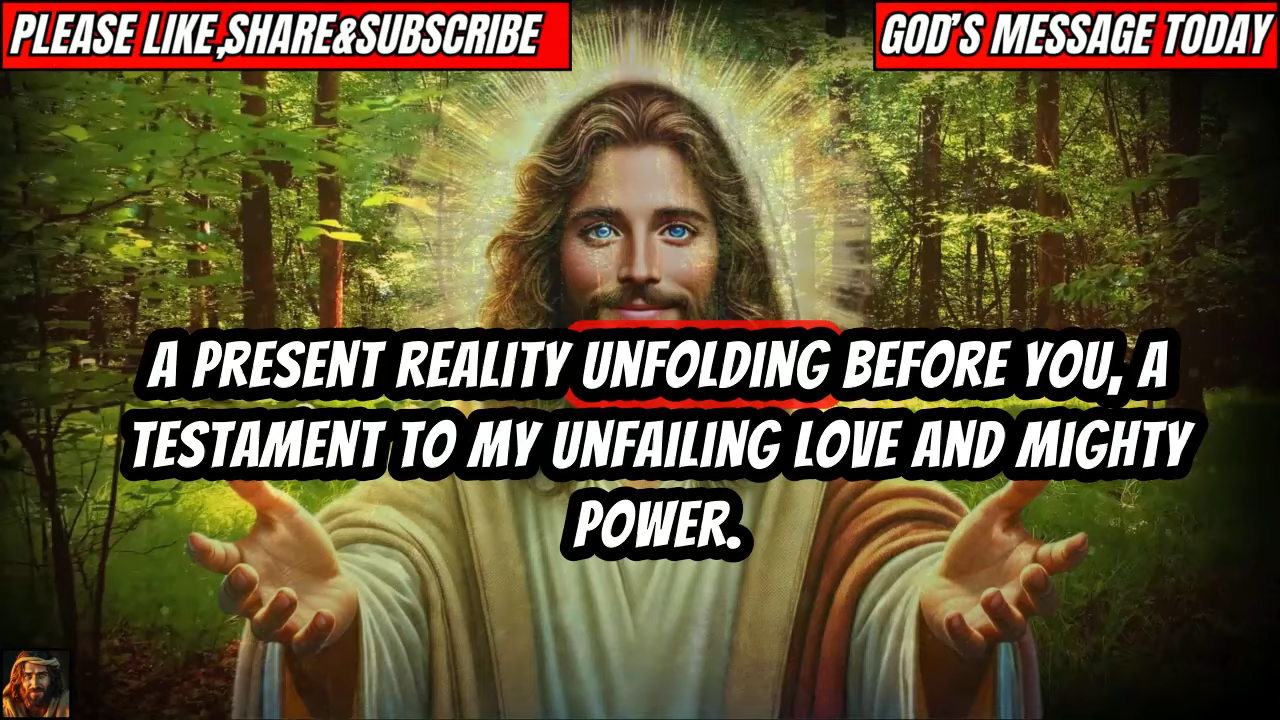 PLEASE LIKE,SHARE&SUBSCRIBE
GOD'S MESSAGE TODAY
A PRESENT REALITY UNFOLDING BEFORE YOU, A
TESTAMENT TO MY UNFAILING LOVE AND MIGHTY
POWER.